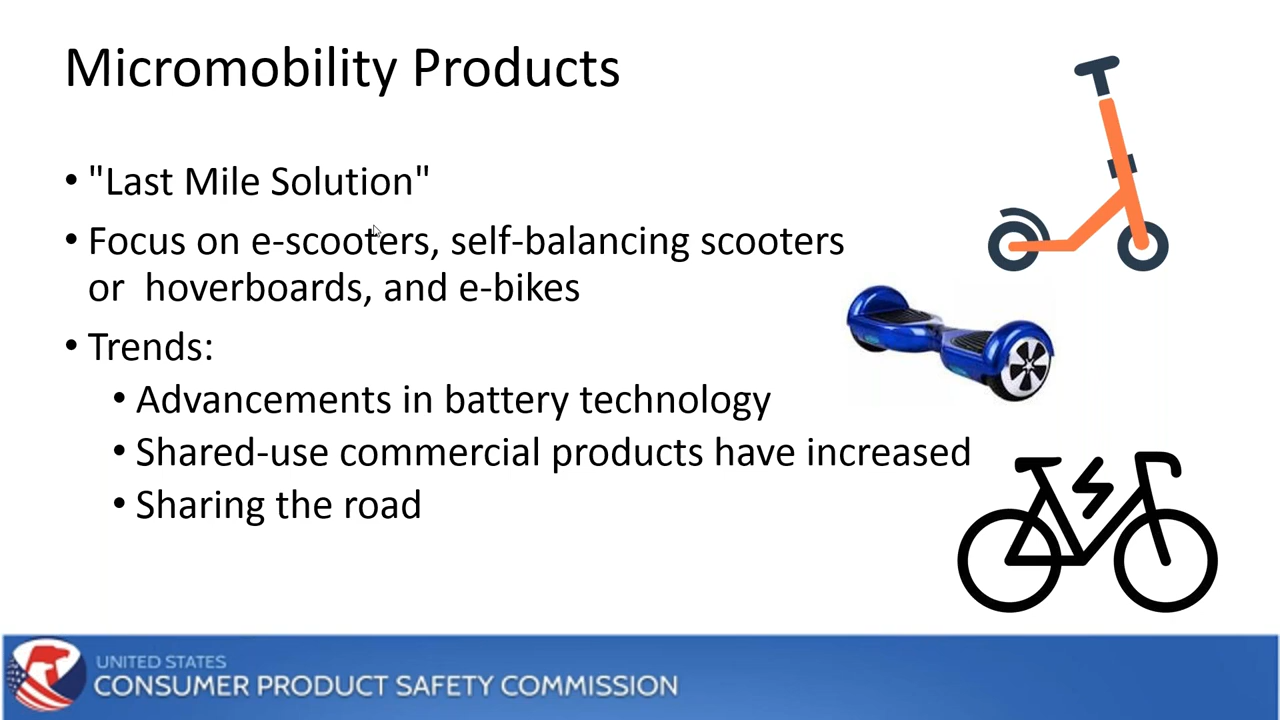 Micromobility Products
• "Last Mile Solution"
• Focus on e-scooters, self-balancing scooters
or  hoverboards, and e-bikes
• Trends:
• Advancements in battery technology
• Shared-use commercial products have increased
• Sharing the road
UNITED STATES
CONSUMER PRODUCT SAFETY COMMISSION